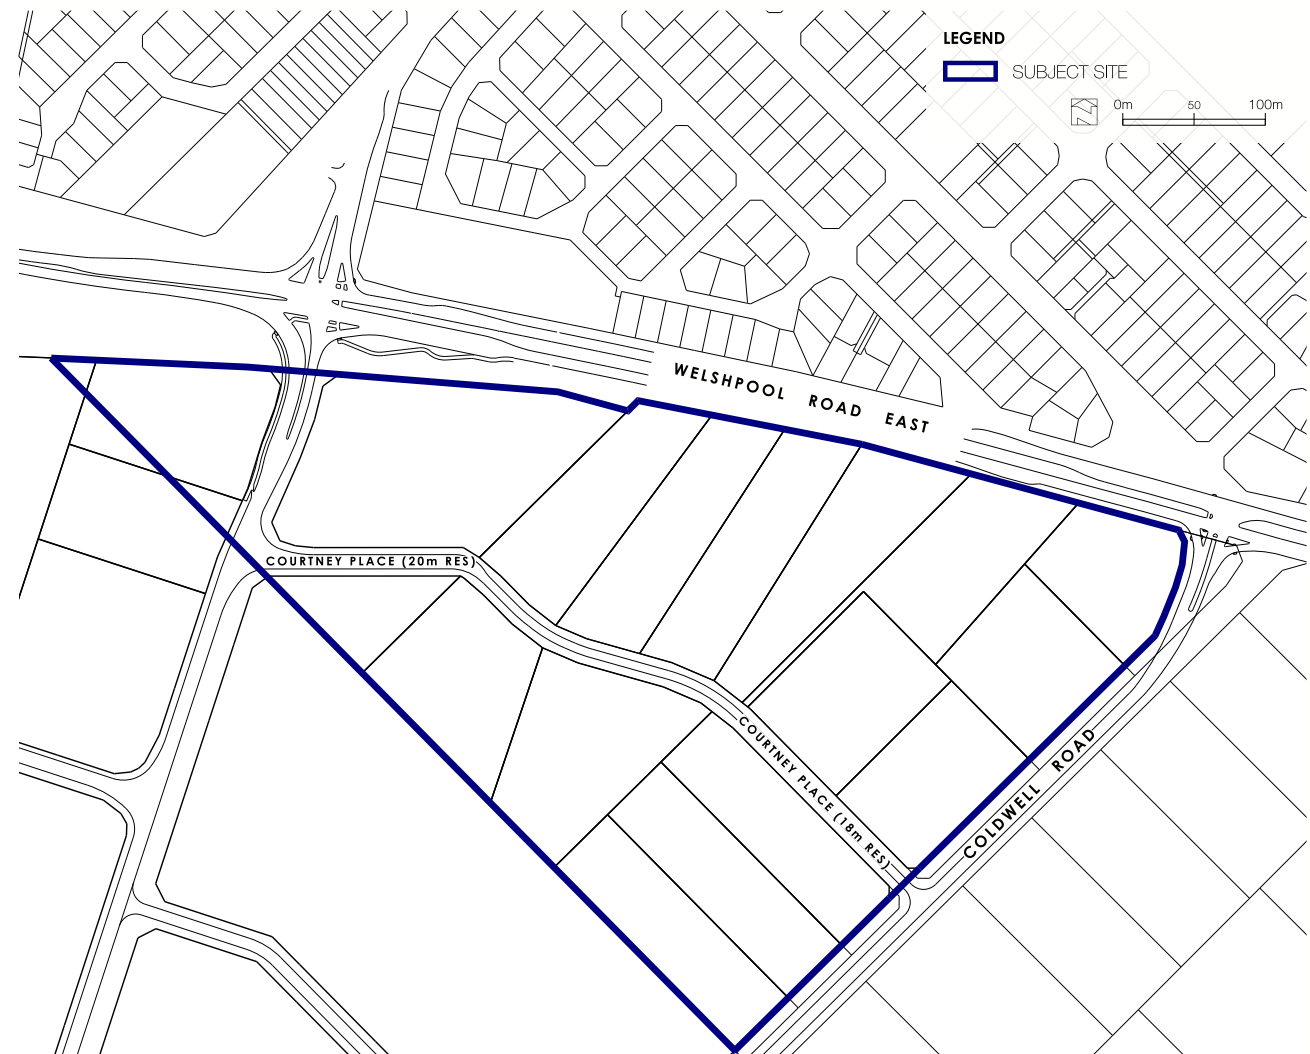 LEGEND
SUBJECT SITE
0m 50 100m
WELSHPOOL ROAD EAST
COURTNEY PLACE (20m RES)
COURTNEY PLACE (18m RES)
COLDWELL ROAD